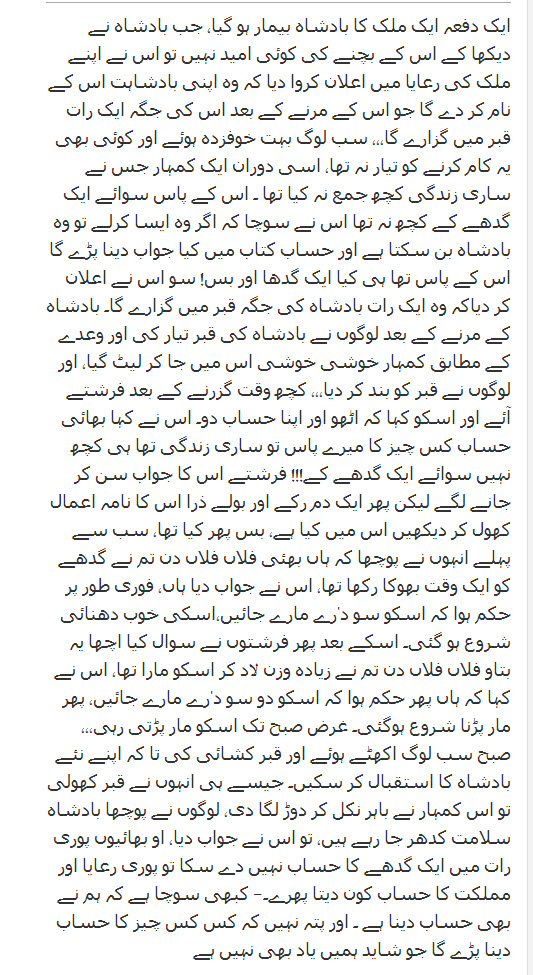 ایک دفعہ ایک ملک کا بادشاہ بیمار ہو گیا، جب بادشاہ نے
دیکھا کے اس کے بچنے کی کوئی امید نہیں تو اس نے اپنے
ملک کی رعایا میں اعلان کروا دیا کہ وہ اپنی بادشاہت اس کے
نام کر دے گا جو اس کے مرنے کے بعد اس کی جگہ ایک رات
قبر میں گزارے گا،،، سب لوگ بہت خوفزدہ ہوئے اور کوئی بھی
یہ کام کرنے کو تیار نہ تھا، اسی دوران ایک کمہار جس نے
ساری زندگی کچھ جمع نہ کیا تھا ۔ اس کے پاس سوائے ایک
گدھے کے کچھ نہ تھا اس نے سوچا کہ اگر وہ ایسا کرلے تو وہ
بادشاہ بن سکتا ہے اور حساب کتاب میں کیا جواب دینا پڑے گا
اس کے پاس تھا ہی کیا ایک گدھا اور بس! سو اس نے اعلان
کر دیاکہ وہ ایک رات بادشاہ کی جگہ قبر میں گزارے گا۔ بادشاہ
کے مرنے کے بعد لوگوں نے بادشاہ کی قبر تیار کی اور وعدے
کے مطابق کمہار خوشی خوشی اس میں جا کر لیٹ گیا، اور
لوگوں نے قبر کو بند کر دیا،،، کچھ وقت گزرنے کے بعد فرشتے
آئے اور اسکو کہا کہ اٹھو اور اپنا حساب دو۔ اس نے کہا بھائی
حساب کس چیز کا میرے پاس تو ساری زندگی تھا ہی کچھ
نہیں سوائے ایک گدھے کے!!! فرشتے اس کا جواب سن کر
جانے لگے لیکن پھر ایک دم رکے اور بولے ذرا اس کا نامہ اعمال
کھول کر دیکھیں اس میں کیا ہے، بس پھر کیا تھا، سب سے
پہلے انہوں نے پوچھا کہ ہاں بھئی فلاں فلاں دن تم نے گدھے
کو ایک وقت بھوکا رکھا تھا، اس نے جواب دیا ہاں، فوری طور پر
حکم ہوا کہ اسکو سو د'رے مارے جائیں،اسکی خوب دھنائی
شروع ہو گئی۔ اسکے بعد پھر فرشتوں نے سوال کیا اچھا یہ
بتاو فلاں فلاں دن تم نے زیادہ وزن لاد کر اسکو مارا تھا، اس نے
کہا کہ ہاں پھر حکم ہوا کہ اسکو دو سو د'رے مارے جائیں، پھر
مار پڑنا شروع ہوگئی۔ غرض صبح تک اسکو مار پڑتی رہی،،،
صبح سب لوگ اکھٹے ہوئے اور قبر کشائی کی تا کہ اپنے نئے
بادشاہ کا استقبال کر سکیں۔ جیسے ہی انہوں نے قبر کھولی
تو اس کمہار نے باہر نکل کر دوڑ لگا دی، لوگوں نے پوچھا بادشاہ
سلامت کدھر جا رہے ہیں، تو اس نے جواب دیا، او بھائیوں پوری
رات میں ایک گدھے کا حساب نہیں دے سکا تو پوری رعایا اور
مملکت کا حساب کون دیتا پھرے۔– کبھی سوچا ہے کہ ہم نے
بھی حساب دینا ہے ۔ اور پتہ نہیں کہ کس کس چیز کا حساب
دینا پڑے گا جو شاید ہمیں یاد بھی نہیں ہے